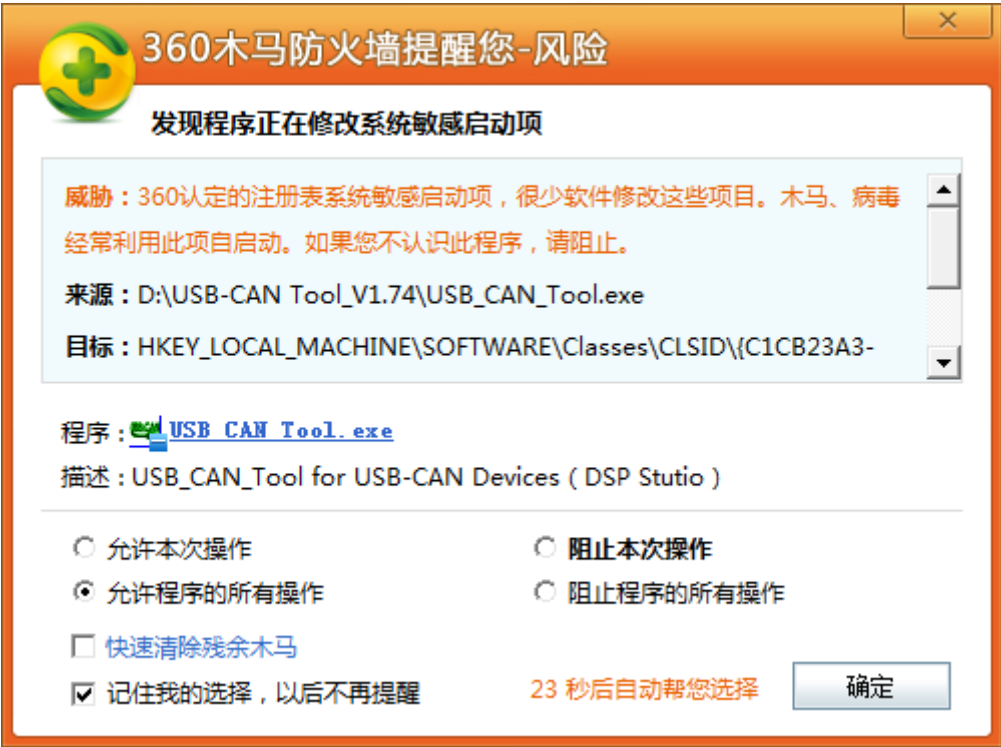 360木马防火墙提醒您-风险
发现程序正在修改系统敏感启动项
威胁：360认定的注册表系统敏感启动项，很少软件修改这些项目。木马、病毒
经常利用此项自启动。如果您不认识此程序，请阻止。
来源：D:\USB-CAN Tool_V1.74\USB_CAN_Tool.exe
目标：HKEY_LOCAL_MACHINE\SOFTWARE\Classes\CLSID\{C1CB23A3-
程序：USB_CAN_Tool.exe
描述：USB_CAN_Tool for USB-CAN Devices ( DSP Stutio )
允许本次操作
阻止本次操作
允许程序的所有操作
阻止程序的所有操作
快速清除残余木马
记住我的选择，以后不再提醒
23 秒后自动帮您选择
确定